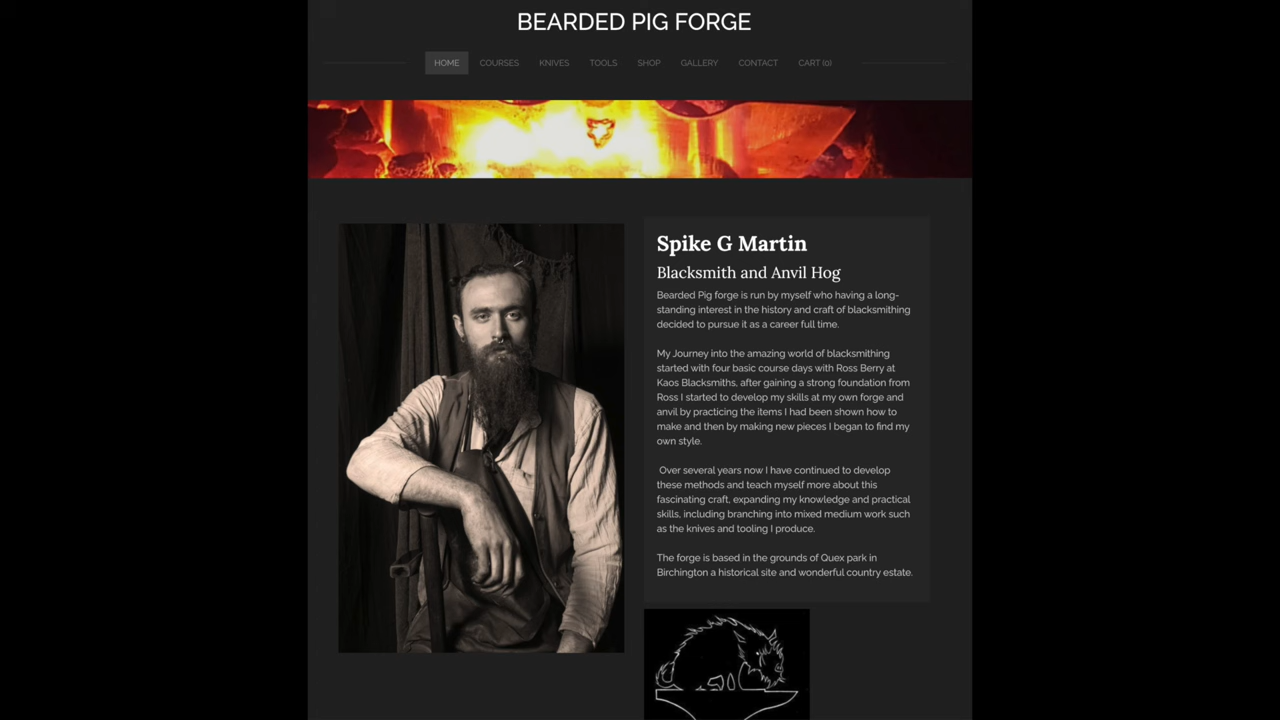 BEARDED PIG FORGE
HOME COURSES KNIVES TOOLS SHOP GALLERY CONTACT CART (0)
Spike G Martin
Blacksmith and Anvil Hog
Bearded Pig forge is run by myself who having a long-
standing interest in the history and craft of blacksmithing
decided to pursue it as a career full time.
My Journey into the amazing world of blacksmithing
started with four basic course days with Ross Berry at
Kaos Blacksmiths, after gaining a strong foundation from
Ross I started to develop my skills at my own forge and
anvil by practicing the items I had been shown how to
make and then by making new pieces I began to find my
own style.
Over several years now I have continued to develop
these methods and teach myself more about this
fascinating craft, expanding my knowledge and practical
skills, including branching into mixed medium work such
as the knives and tooling I produce.
The forge is based in the grounds of Quex park in
Birchington a historical site and wonderful country estate.